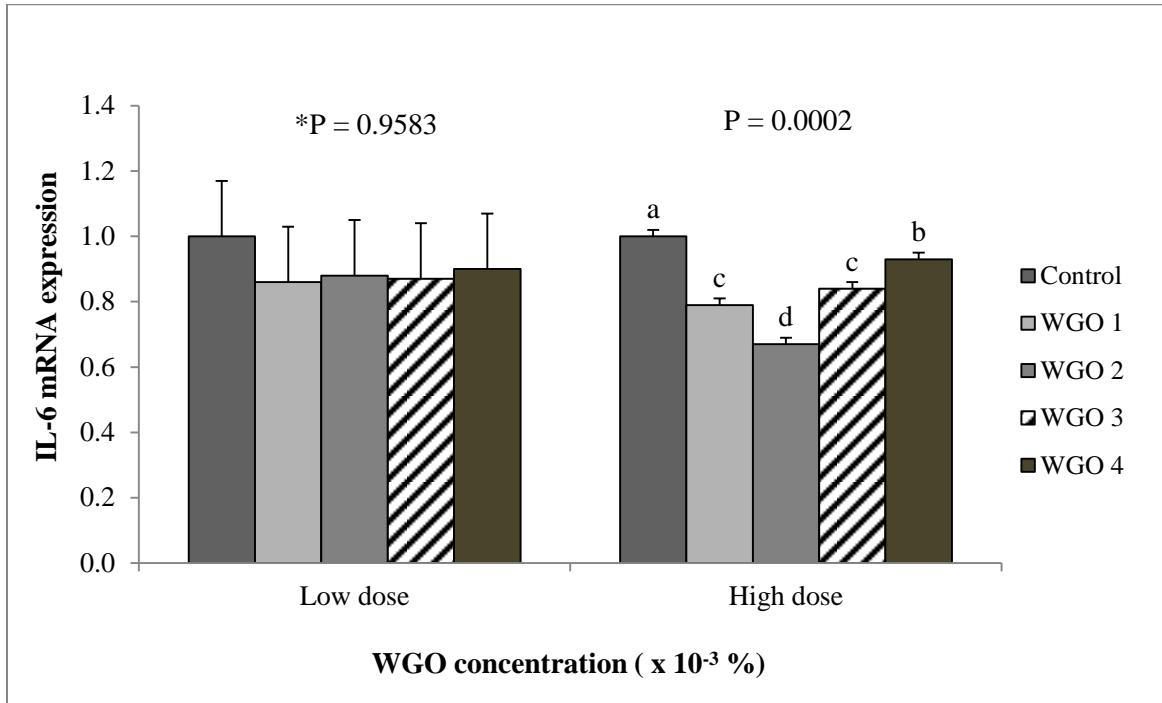 IL-6 mRNA expression
1.4
1.2
1.0
0.8
0.6
0.4
0.2
0.0
*P = 0.9583
P = 0.0002
a
c
d
c
b
Low dose
High dose
WGO concentration ( x 10⁻³ %)
Control
WGO 1
WGO 2
WGO 3
WGO 4